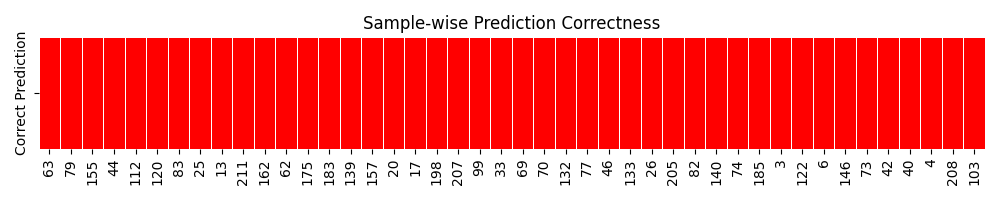 Sample-wise Prediction Correctness
Correct Prediction
63 79 155 44 112 120 83 25 13 211 162 62 175 183 139 157 20 17 198 207 99 33 69 70 132 77 46 133 26 205 82 140 74 185 3 122 6 146 73 42 40 4 208 103